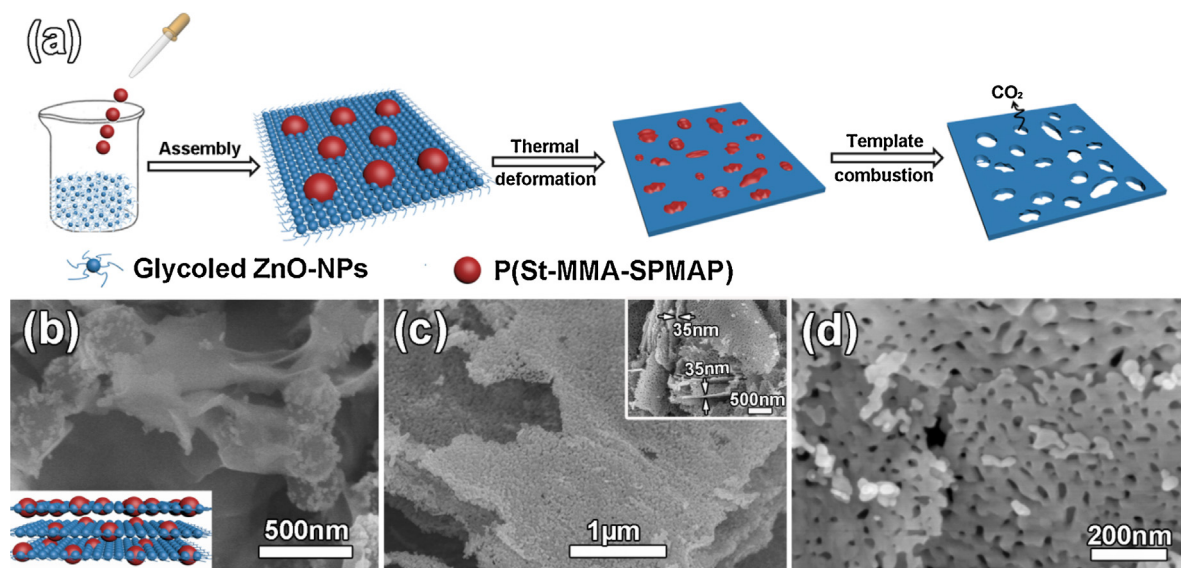 (a)
Assembly
Thermal
deformation
Template
combustion
CO₂
Glycoled ZnO-NPs
P(St-MMA-SPMAP)
(b)
500nm
(c)
35nm
35nm
500nm
1μm
(d)
200nm